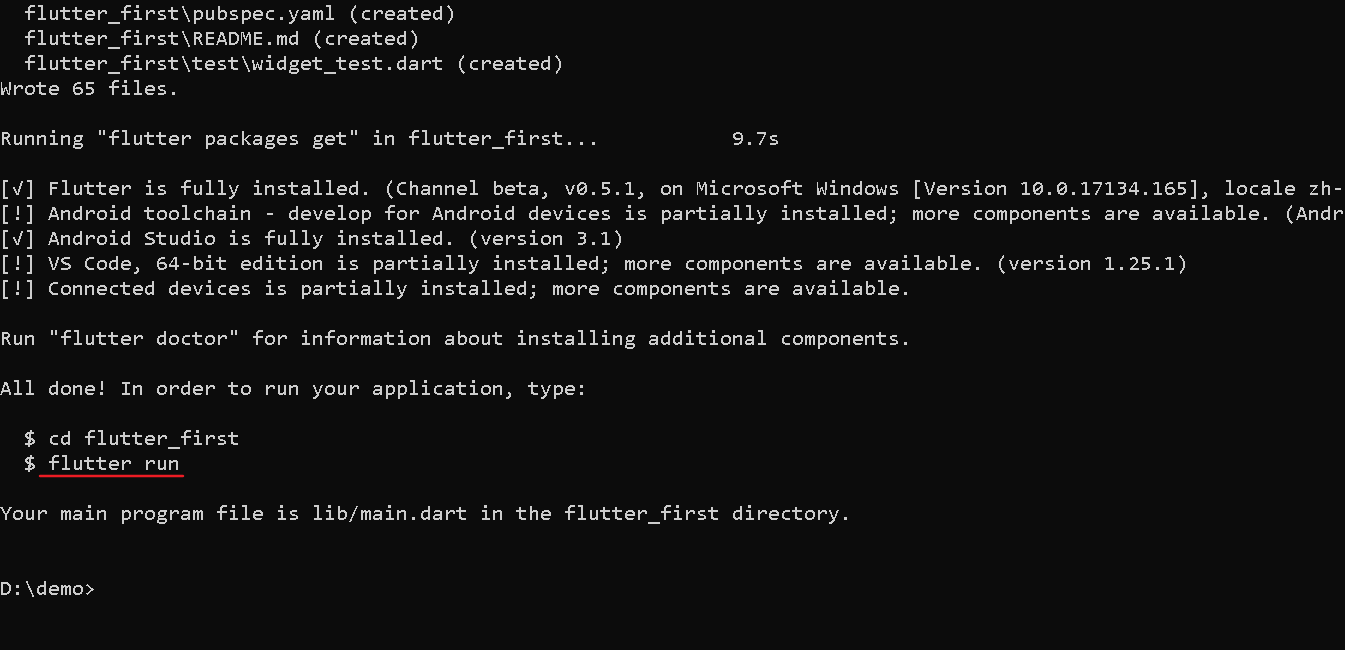 flutter_first\pubspec.yaml (created)
flutter_first\README.md (created)
flutter_first\test\widget_test.dart (created)
Wrote 65 files.
Running "flutter packages get" in flutter_first... 9.7s
[√] Flutter is fully installed. (Channel beta, v0.5.1, on Microsoft Windows [Version 10.0.17134.165], locale zh-
[!] Android toolchain - develop for Android devices is partially installed; more components are available. (Andr
[√] Android Studio is fully installed. (version 3.1)
[!] VS Code, 64-bit edition is partially installed; more components are available. (version 1.25.1)
[!] Connected devices is partially installed; more components are available.
Run "flutter doctor" for information about installing additional components.
All done! In order to run your application, type:
$ cd flutter_first
$ flutter run
Your main program file is lib/main.dart in the flutter_first directory.
D:\demo>